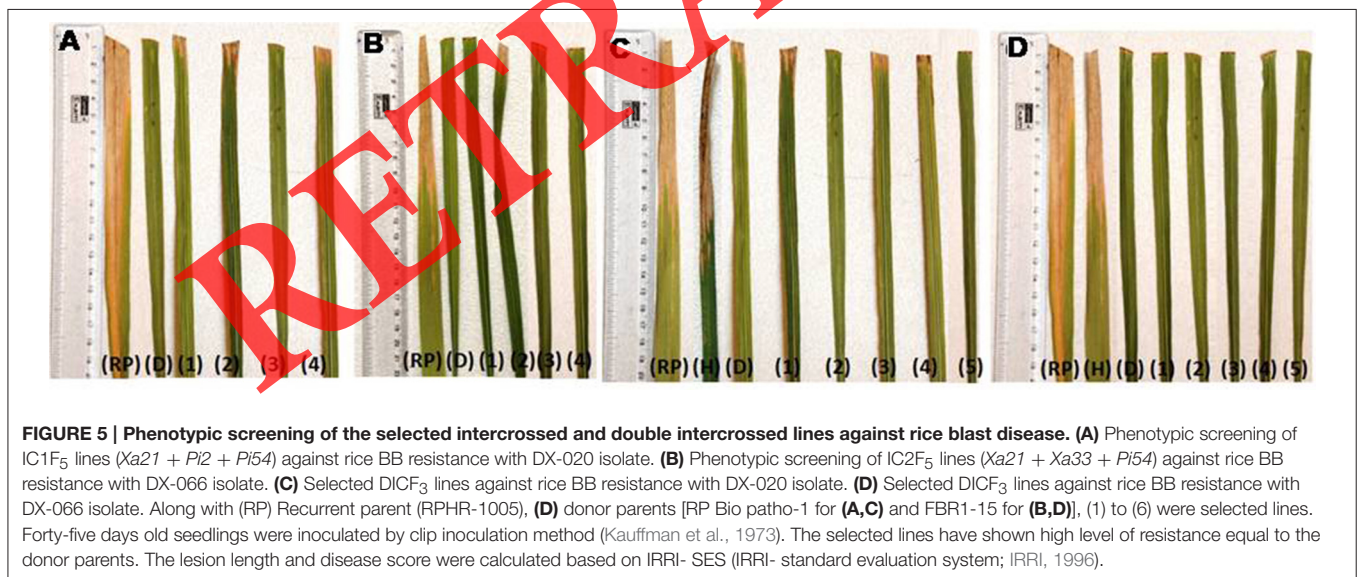 A
B
C
D
RETRA
(RP) (D) (1) (2) (3) (4)
(RP) (D) (1) (2) (3) (4)
(RP) (H) (D) (1) (2) (3) (4) (5)
(RP) (H) (D) (1) (2) (3) (4) (5)
FIGURE 5 | Phenotypic screening of the selected intercrossed and double intercrossed lines against rice blast disease. (A) Phenotypic screening of
IC1F5 lines (Xa21 + Pi2 + Pi54) against rice BB resistance with DX-020 isolate. (B) Phenotypic screening of IC2F5 lines (Xa21 + Xa33 + Pi54) against rice BB
resistance with DX-066 isolate. (C) Selected DICF3 lines against rice BB resistance with DX-020 isolate. (D) Selected DICF3 lines against rice BB resistance with
DX-066 isolate. Along with (RP) Recurrent parent (RPHR-1005), (D) donor parents [RP Bio patho-1 for (A,C) and FBR1-15 for (B,D)], (1) to (6) were selected lines.
Forty-five days old seedlings were inoculated by clip inoculation method (Kauffman et al., 1973). The selected lines have shown high level of resistance equal to the
donor parents. The lesion length and disease score were calculated based on IRRI- SES (IRRI- standard evaluation system; IRRI, 1996).